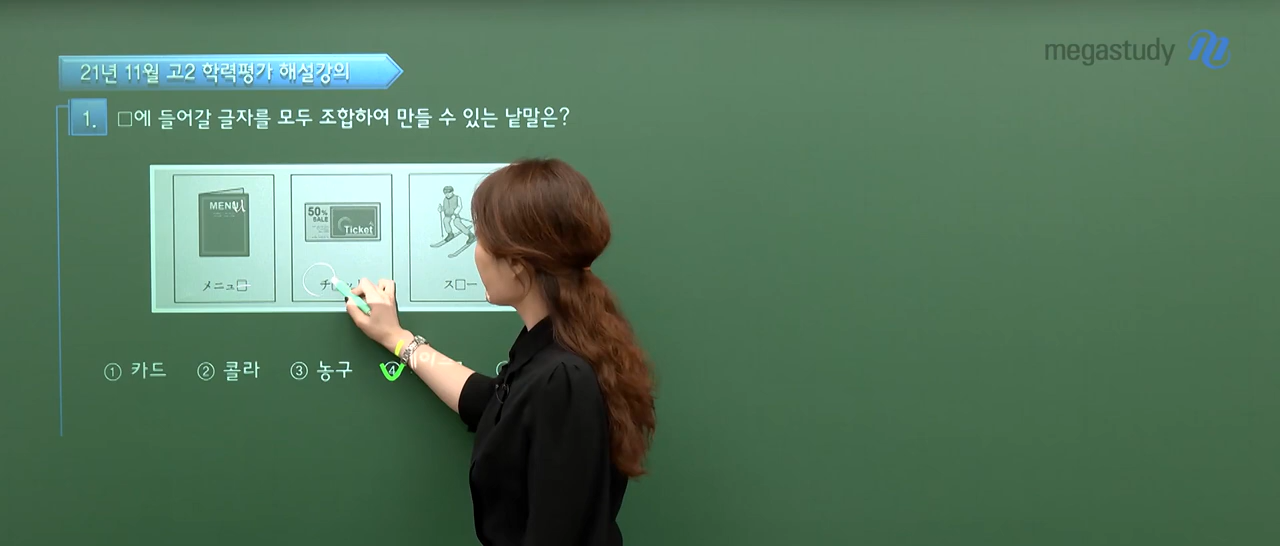 megastudy
21년 11월 고2 학력평가 해설강의
1. □에 들어갈 글자를 모두 조합하여 만들 수 있는 낱말은?
MENU
50%
SALE
Ticket
メニュ□
チ
ス□ー
① 카드 ② 콜라 ③ 농구 ④